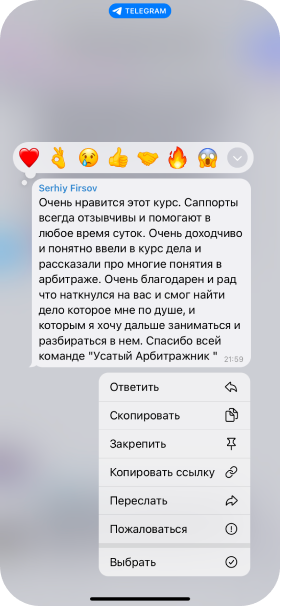 TELEGRAM
Serhiy Firsov
Очень нравится этот курс. Саппорты
всегда отзывчивы и помогают в
любое время суток. Очень доходчиво
и понятно ввели в курс дела и
рассказали про многие понятия в
арбитраже. Очень благодарен и рад
что наткнулся на вас и смог найти
дело которое мне по душе, и
которым я хочу дальше заниматься и
разбираться в нем. Спасибо всей
команде "Усатый Арбитражник " 21:59
Ответить
Скопировать
Закрепить
Копировать ссылку
Переслать
Пожаловаться
Выбрать